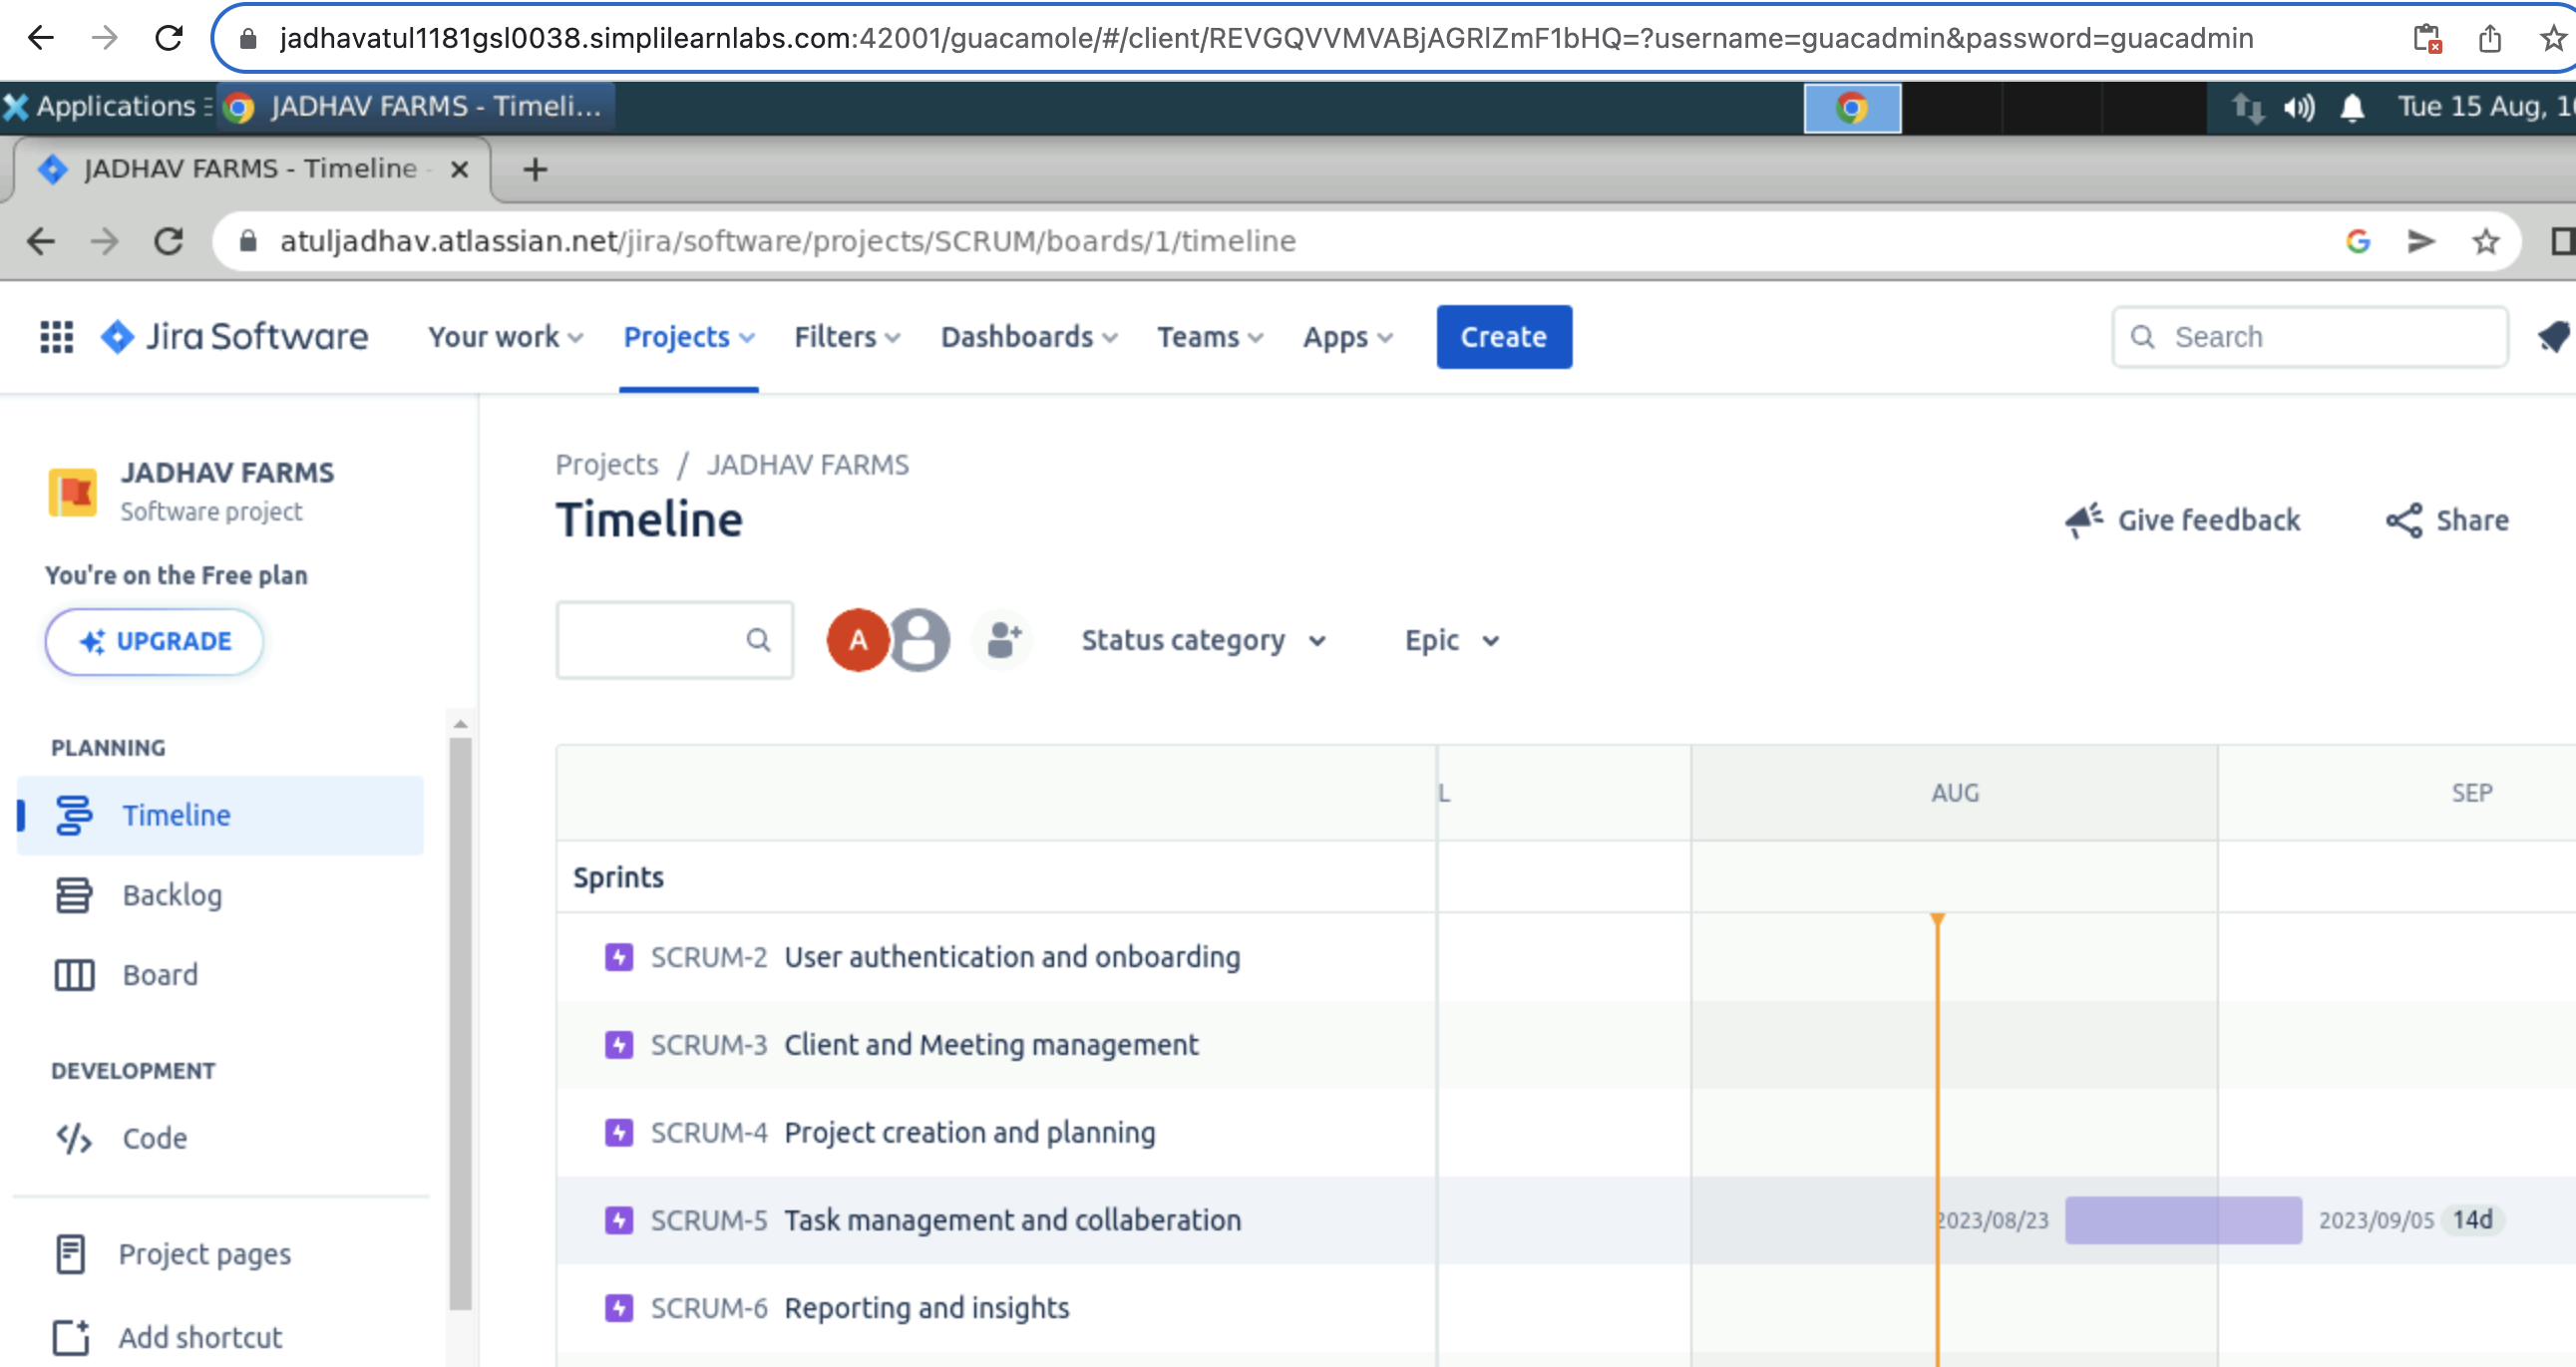 jadhavatul1181gsl0038.simplilearnlabs.com:42001/guacamole/#/client/REVGQVVMVABjAGRlZmF1bHQ=?username=guacadmin&password=guacadmin
Applications JADHAV FARMS - Timeli... Tue 15 Aug, 1
JADHAV FARMS - Timeline -
atuljadhav.atlassian.net/jira/software/projects/SCRUM/boards/1/timeline
Jira Software Your work Projects Filters Dashboards Teams Apps Create Search
JADHAV FARMS
Software project
You're on the Free plan
UPGRADE
PLANNING
Timeline
Backlog
Board
DEVELOPMENT
Code
Project pages
Add shortcut
Projects / JADHAV FARMS
Timeline
Give feedback Share
A Status category Epic
L AUG SEP
Sprints
SCRUM-2 User authentication and onboarding
SCRUM-3 Client and Meeting management
SCRUM-4 Project creation and planning
SCRUM-5 Task management and collaberation 2023/08/23 2023/09/05 14d
SCRUM-6 Reporting and insights